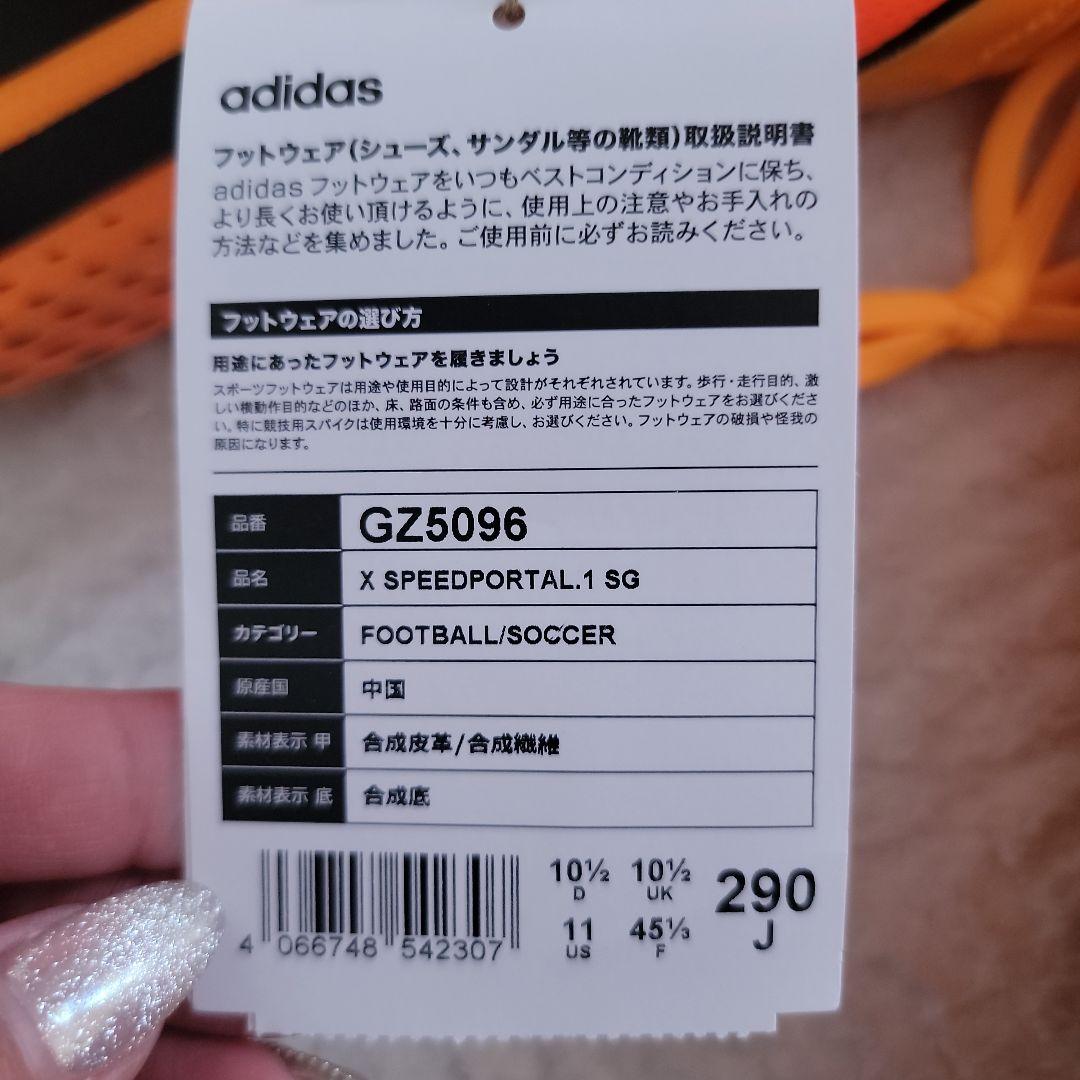 adidas
フットウェア(シューズ、サンダル等の靴類)取扱説明書
adidas フットウェアをいつもベストコンディションに保ち、
より長くお使い頂けるように、使用上の注意やお手入れの
方法などを集めました。ご使用前に必ずお読みください。
フットウェアの選び方
用途にあったフットウェアを履きましょう
スポーツフットウェアは用途や使用目的によって設計がそれぞれされています。歩行・走行目的、激
しい横動作目的などのほか、床、路面の条件も含め、必ず用途に合ったフットウェアをお選びくださ
い。特に競技用スパイクは使用環境を十分に考慮し、お選びください。フットウェアの破損や怪我の
原因になります。
品番 GZ5096
品名 X SPEEDPORTAL.1 SG
カテゴリー FOOTBALL/SOCCER
原産国 中国
素材表示 甲 合成皮革/合成繊維
素材表示 底 合成底
10½ 10½ 290
D UK J
11 45⅓
US F
4 066748 542307